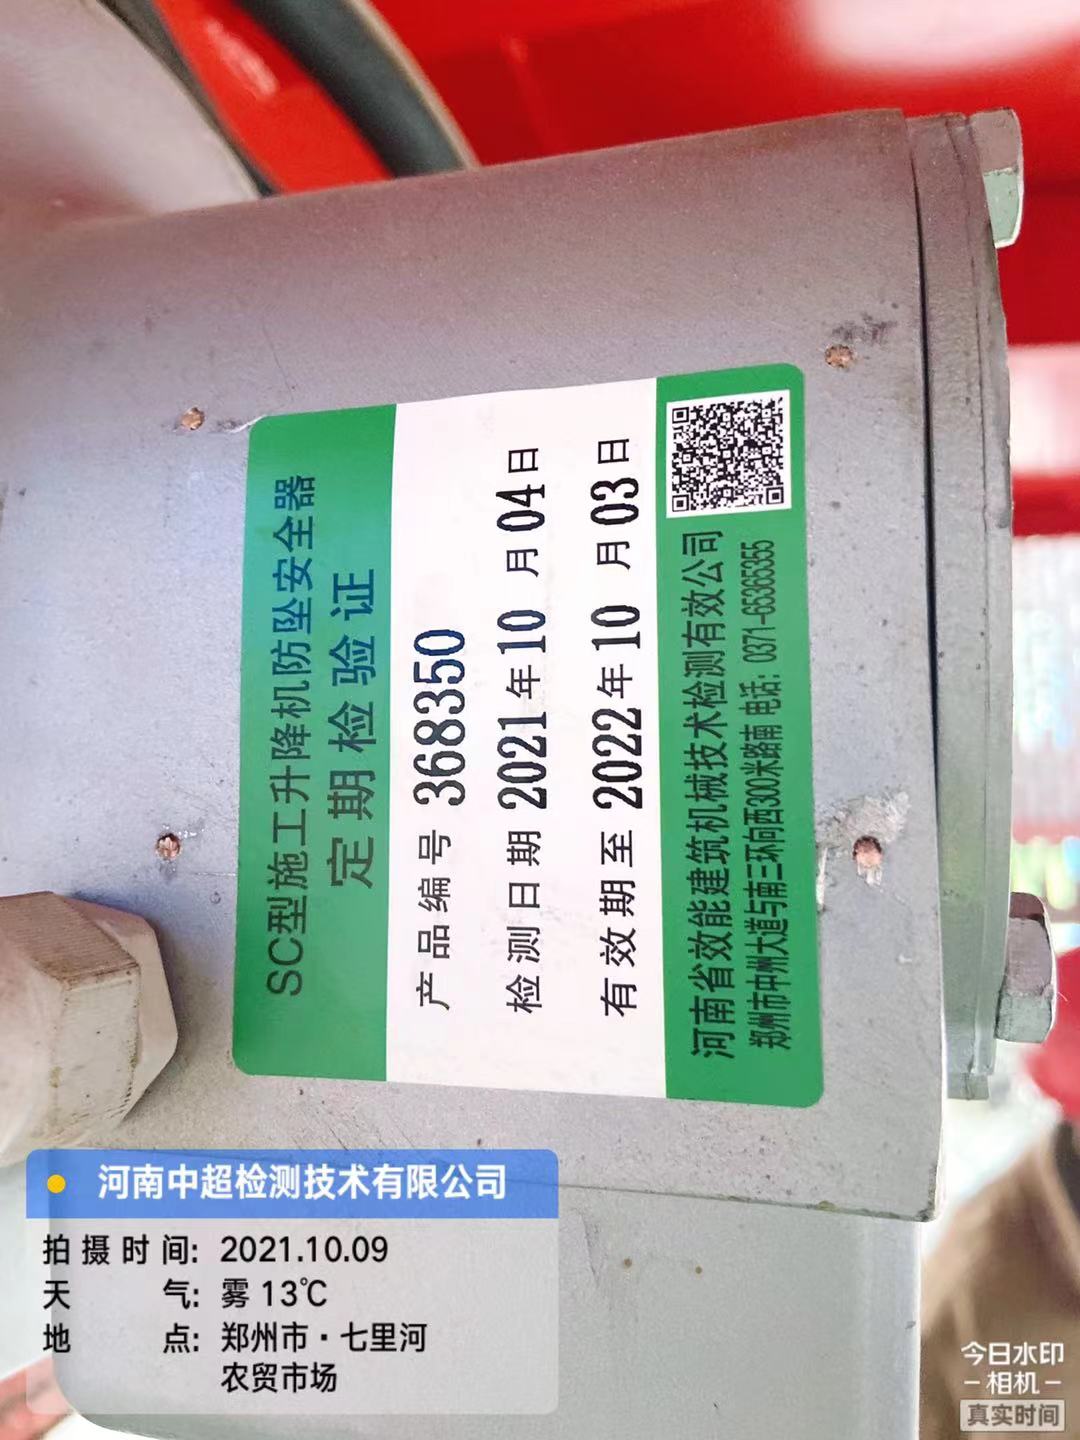 SC型施工升降机防坠安全器
定期检验证
产品编号 368350
检测日期 2021年10月04日
有效期至 2022年10月03日
河南省效能建筑机械技术检测有效公司
郑州市中州大道与南三环向西300米路南 电话：0371-65365355
河南中超检测技术有限公司
拍摄时间: 2021.10.09
天气: 雾 13℃
地点: 郑州市·七里河
农贸市场
今日水印
-相机-
真实时间